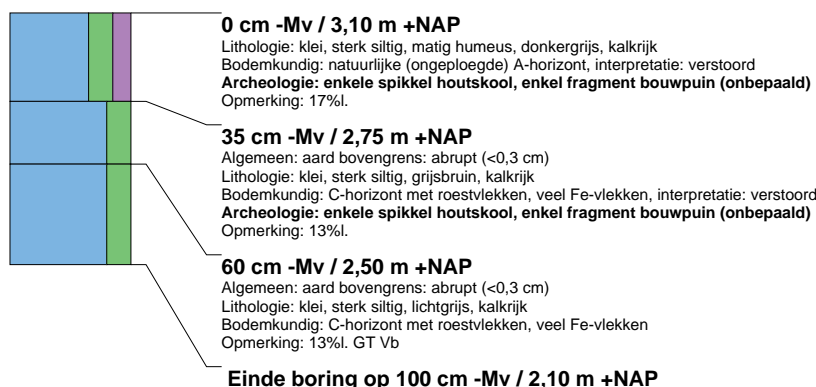 0 cm -Mv / 3,10 m +NAP
Lithologie: klei, sterk siltig, matig humeus, donkergrijs, kalkrijk
Bodemkundig: natuurlijke (ongeploegde) A-horizont, interpretatie: verstoord
Archeologie: enkele spikkel houtskool, enkel fragment bouwpuin (onbepaald)
Opmerking: 17%l.
35 cm -Mv / 2,75 m +NAP
Algemeen: aard bovengrens: abrupt (<0,3 cm)
Lithologie: klei, sterk siltig, grijsbruin, kalkrijk
Bodemkundig: C-horizont met roestvlekken, veel Fe-vlekken, interpretatie: verstoord
Archeologie: enkele spikkel houtskool, enkel fragment bouwpuin (onbepaald)
Opmerking: 13%l.
60 cm -Mv / 2,50 m +NAP
Algemeen: aard bovengrens: abrupt (<0,3 cm)
Lithologie: klei, sterk siltig, lichtgrijs, kalkrijk
Bodemkundig: C-horizont met roestvlekken, veel Fe-vlekken
Opmerking: 13%l. GT Vb
Einde boring op 100 cm -Mv / 2,10 m +NAP